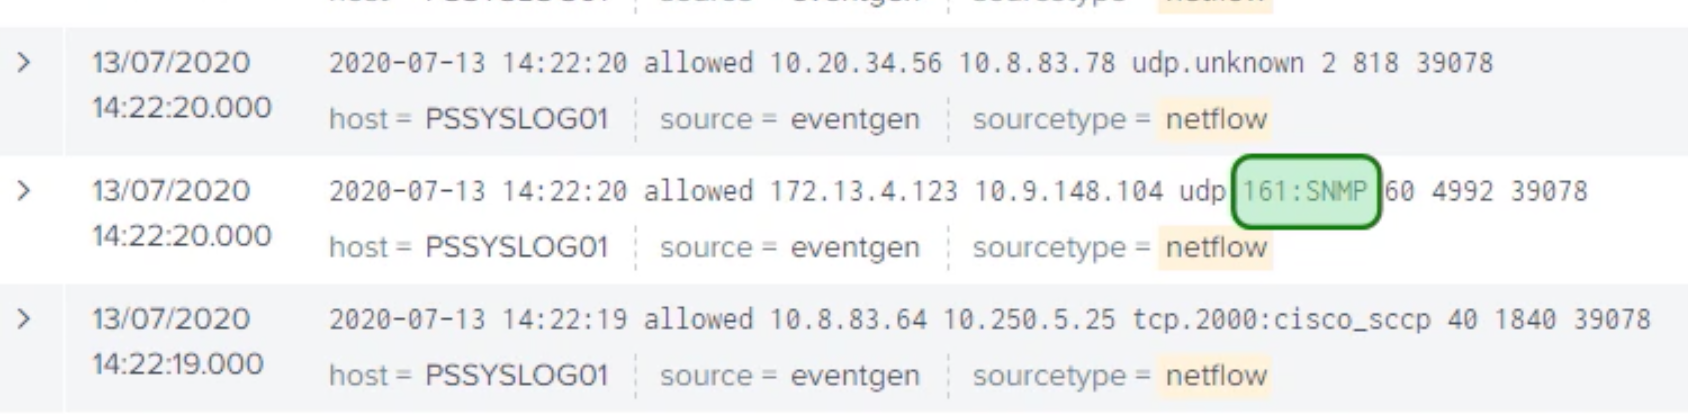 host = PSSYSLOG01 source = eventgen sourcetype = netflow
> 13/07/2020 2020-07-13 14:22:20 allowed 10.20.34.56 10.8.83.78 udp.unknown 2 818 39078
14:22:20.000 host = PSSYSLOG01 source = eventgen sourcetype = netflow
> 13/07/2020 2020-07-13 14:22:20 allowed 172.13.4.123 10.9.148.104 udp 161:SNMP 60 4992 39078
14:22:20.000 host = PSSYSLOG01 source = eventgen sourcetype = netflow
> 13/07/2020 2020-07-13 14:22:19 allowed 10.8.83.64 10.250.5.25 tcp.2000:cisco_sccp 40 1840 39078
14:22:19.000 host = PSSYSLOG01 source = eventgen sourcetype = netflow